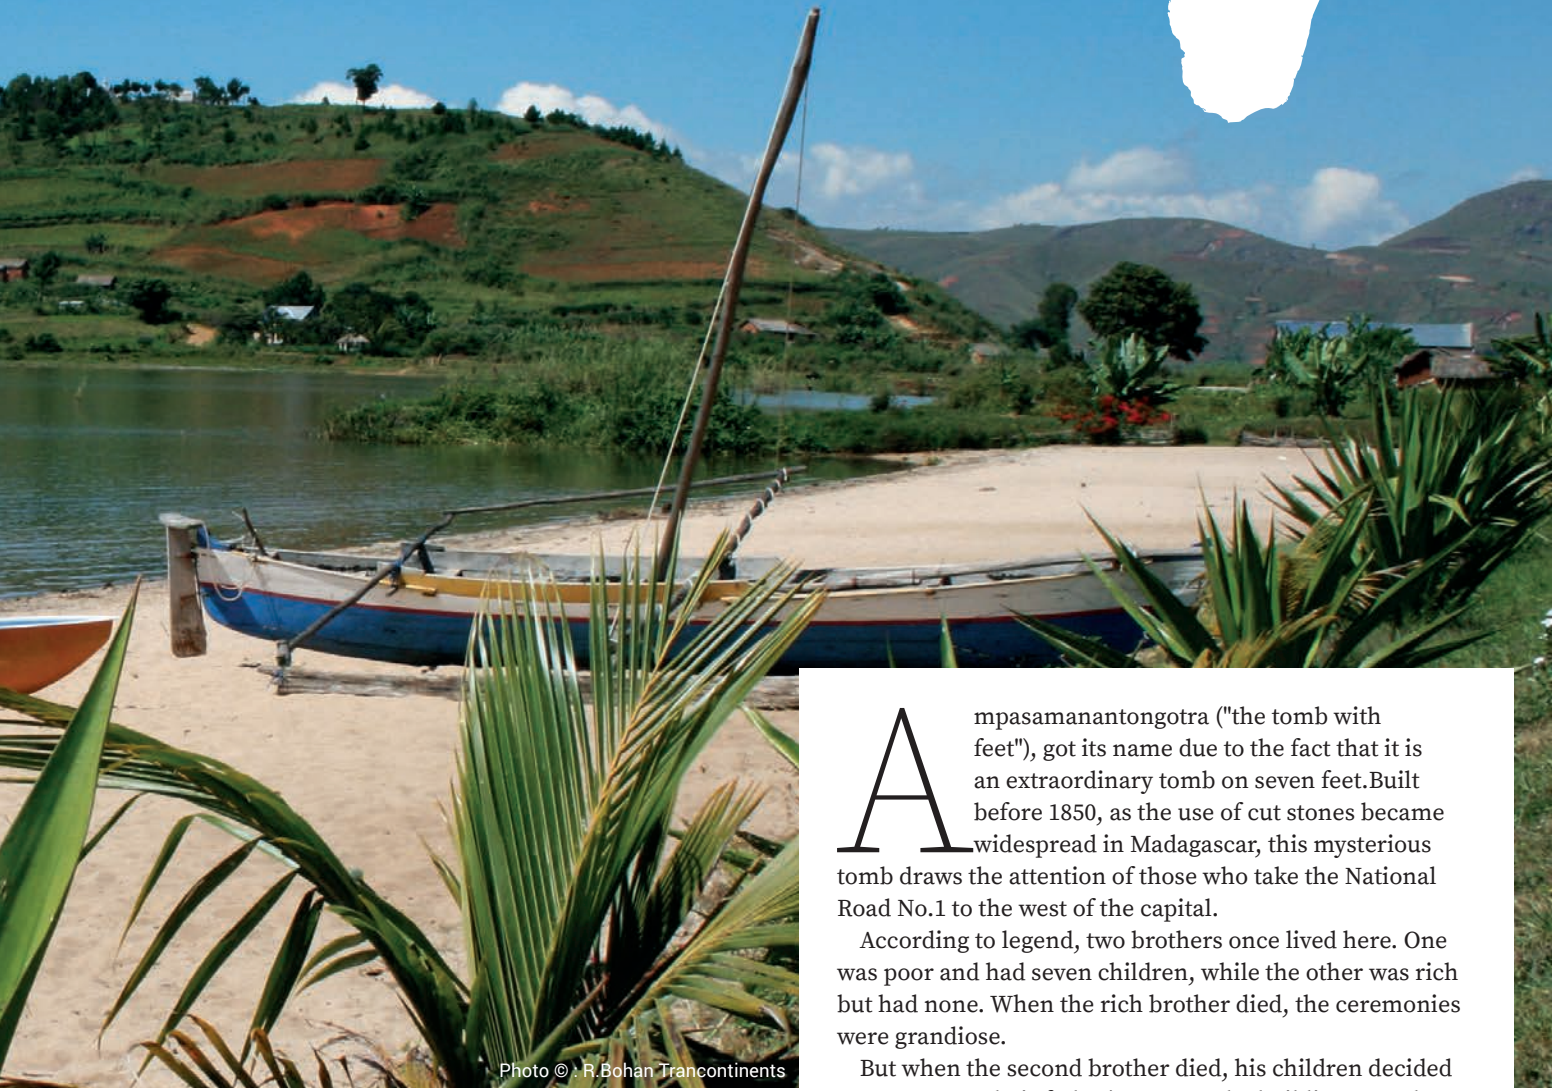 Ampasamanantongotra ("the tomb with
feet"), got its name due to the fact that it is
an extraordinary tomb on seven feet.Built
before 1850, as the use of cut stones became
widespread in Madagascar, this mysterious
tomb draws the attention of those who take the National
Road No.1 to the west of the capital.
According to legend, two brothers once lived here. One
was poor and had seven children, while the other was rich
but had none. When the rich brother died, the ceremonies
were grandiose.
But when the second brother died, his children decided
Photo © : R.Bohan Trancontinents